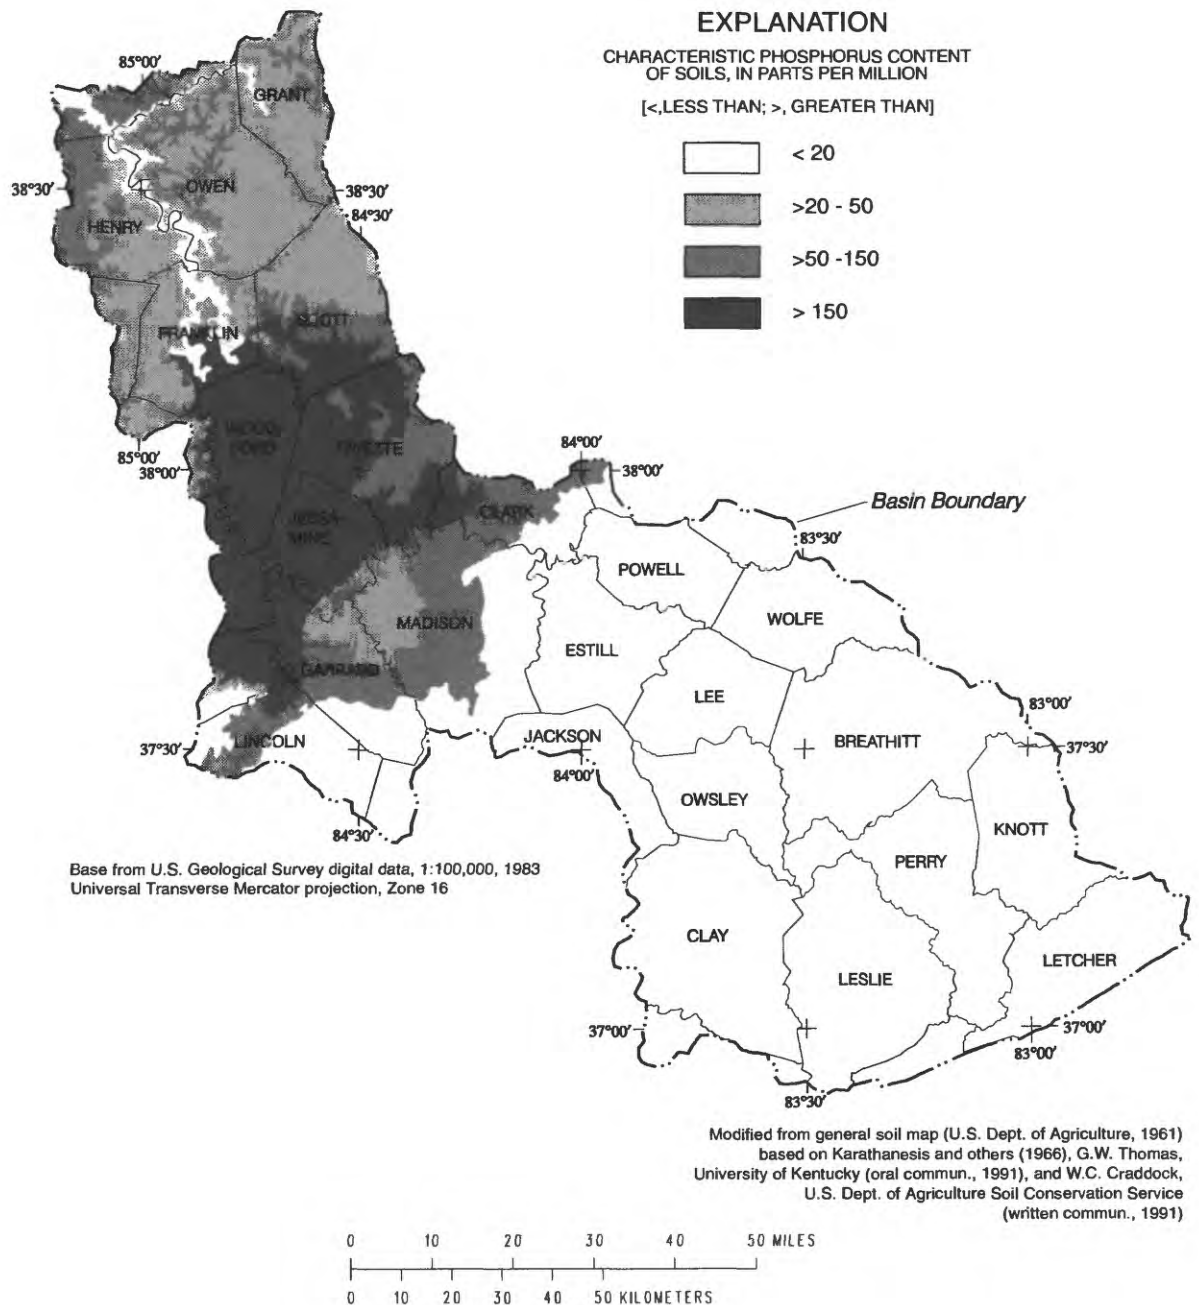 EXPLANATION
CHARACTERISTIC PHOSPHORUS CONTENT
OF SOILS, IN PARTS PER MILLION
[<,LESS THAN; >, GREATER THAN]
< 20
>20 - 50
>50 -150
> 150
85°00'
GRANT
38°30'
OWEN
38°30'
84°30'
HENRY
SCOTT
FRANKLIN
WOOD
FORD
FAYETTE
85°00'
38°00'
84°00'
38°00'
Basin Boundary
CLARK
83°30'
JESSA
MINE
POWELL
WOLFE
MADISON
ESTILL
GARRARD
LEE
83°00'
37°30'
LINCOLN
JACKSON
BREATHITT
37°30'
84°00'
OWSLEY
84°30'
KNOTT
PERRY
Base from U.S. Geological Survey digital data, 1:100,000, 1983
Universal Transverse Mercator projection, Zone 16
CLAY
LESLIE
LETCHER
37°00'
37°00'
83°00'
83°30'
Modified from general soil map (U.S. Dept. of Agriculture, 1961)
based on Karathanesis and others (1966), G.W. Thomas,
University of Kentucky (oral commun., 1991), and W.C. Craddock,
U.S. Dept. of Agriculture Soil Conservation Service
(written commun., 1991)
0 10 20 30 40 50 MILES
0 10 20 30 40 50 KILOMETERS